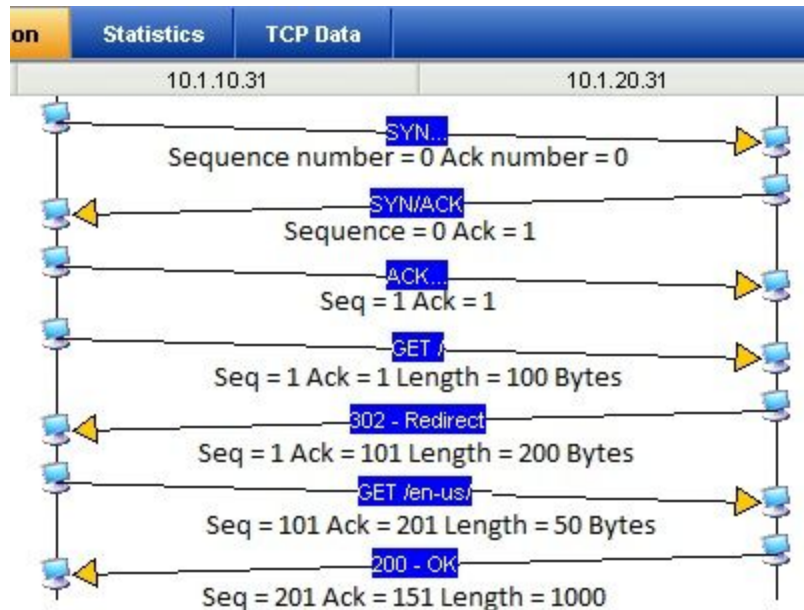 on Statistics TCP Data
10.1.10.31 10.1.20.31
SYN...
Sequence number = 0 Ack number = 0
SYN/ACK
Sequence = 0 Ack = 1
ACK...
Seq = 1 Ack = 1
GET /
Seq = 1 Ack = 1 Length = 100 Bytes
302 - Redirect
Seq = 1 Ack = 101 Length = 200 Bytes
GET /en-us/
Seq = 101 Ack = 201 Length = 50 Bytes
200 - OK
Seq = 201 Ack = 151 Length = 1000